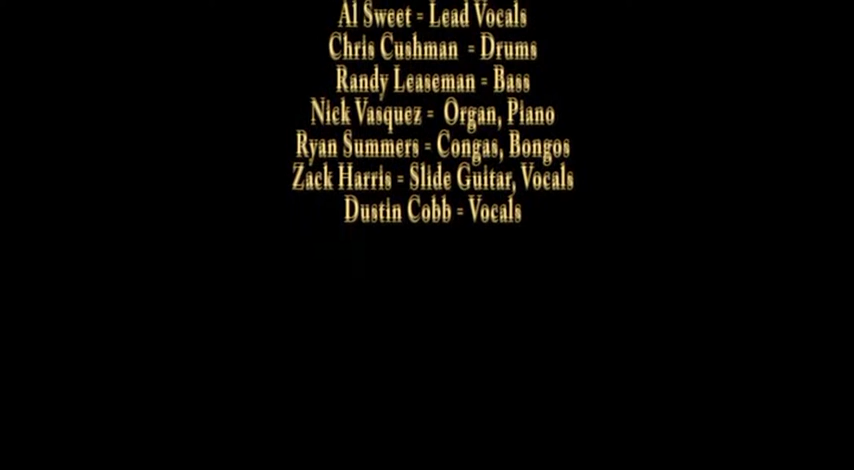 Al Sweet = Lead Vocals
Chris Cushman = Drums
Randy Leaseman = Bass
Nick Vasquez = Organ, Piano
Ryan Summers = Congas, Bongos
Zack Harris = Slide Guitar, Vocals
Dustin Cobb = Vocals